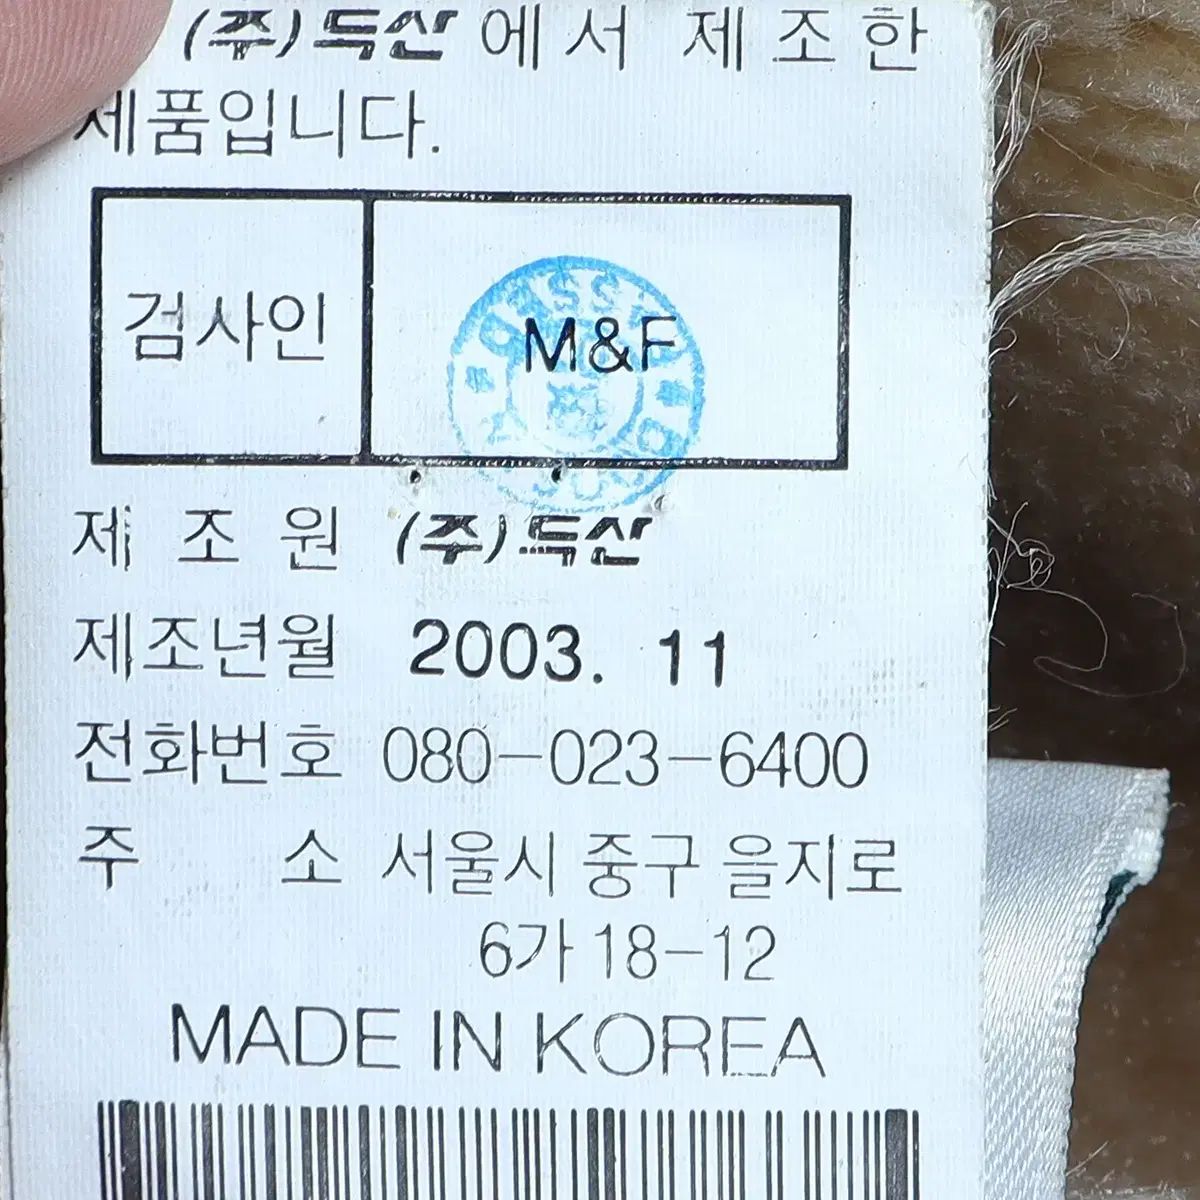 (주)두산에서 제조한
제품입니다.
검사인 M&F
제조원 (주)두산
제조년월 2003. 11
전화번호 080-023-6400
주소 서울시 중구 을지로
6가 18-12
MADE IN KOREA